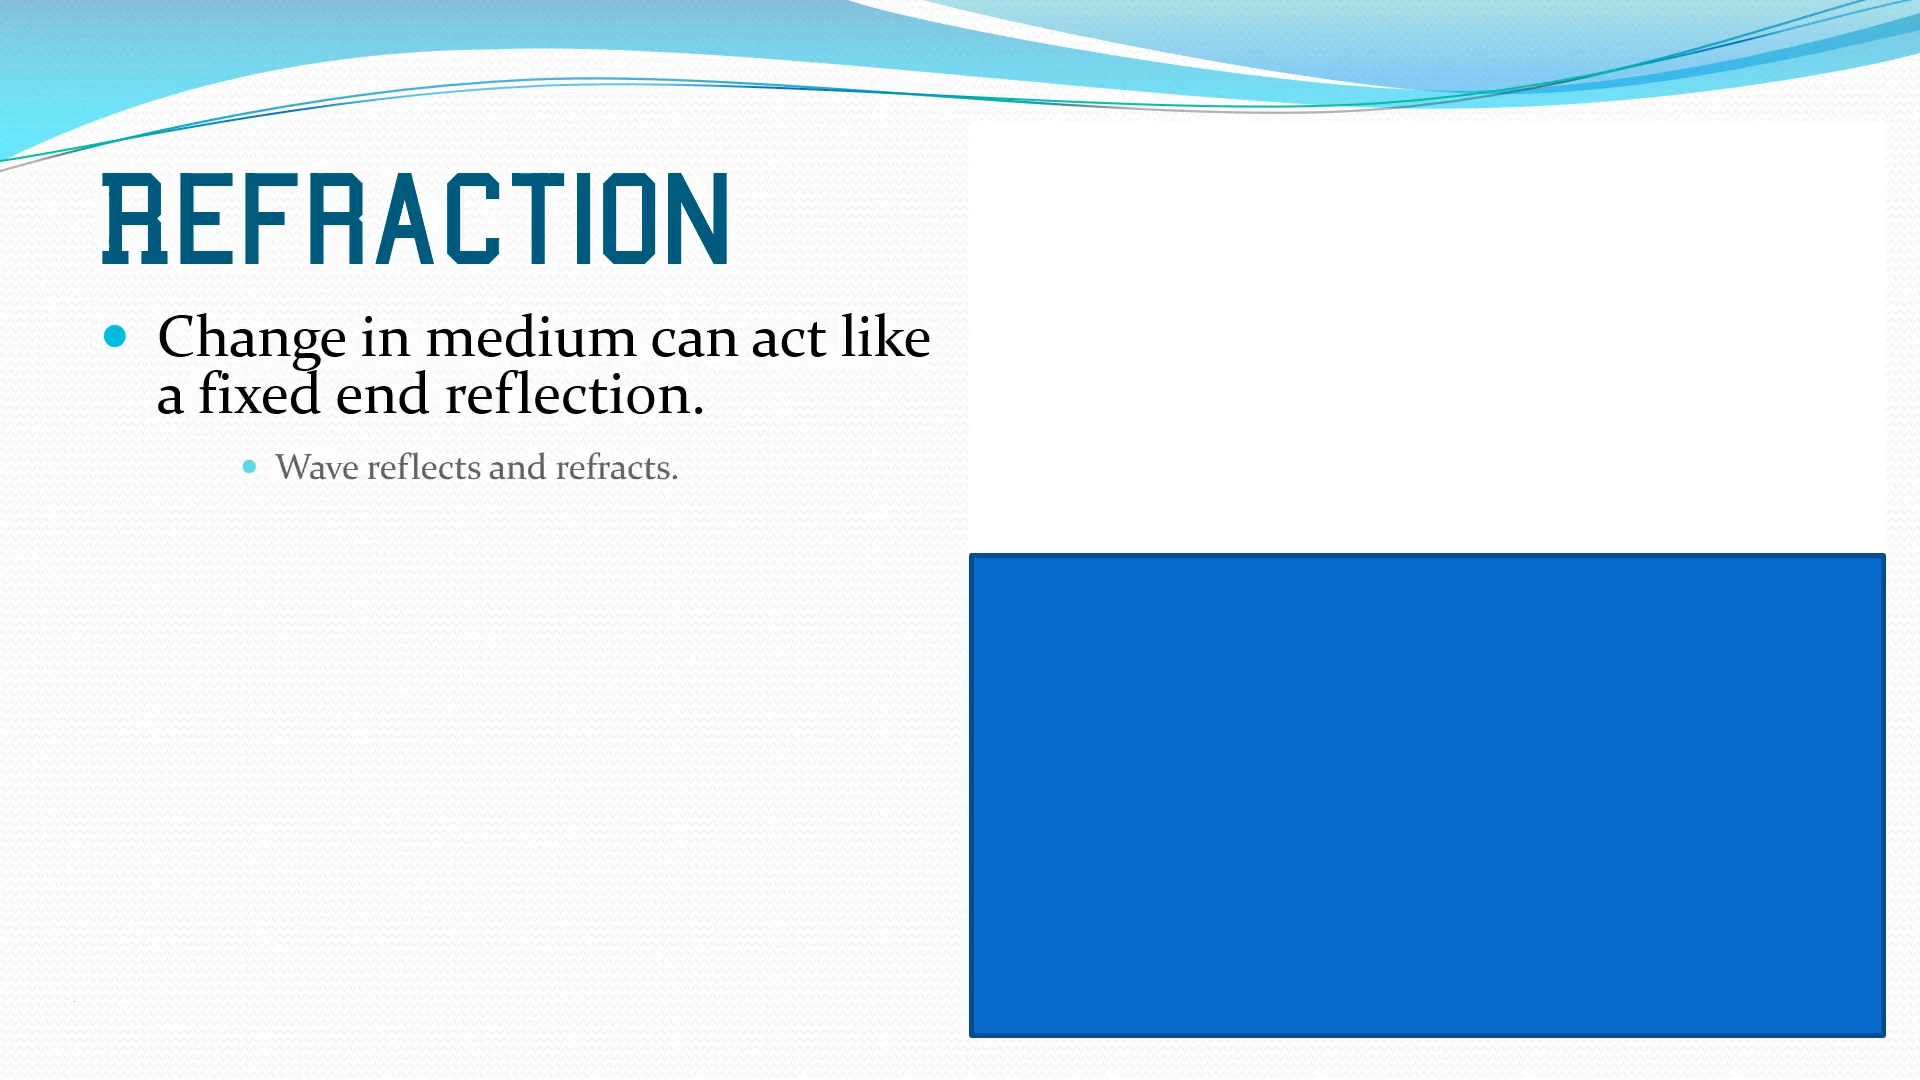 REFRACTION
• Change in medium can act like
a fixed end reflection.
• Wave reflects and refracts.